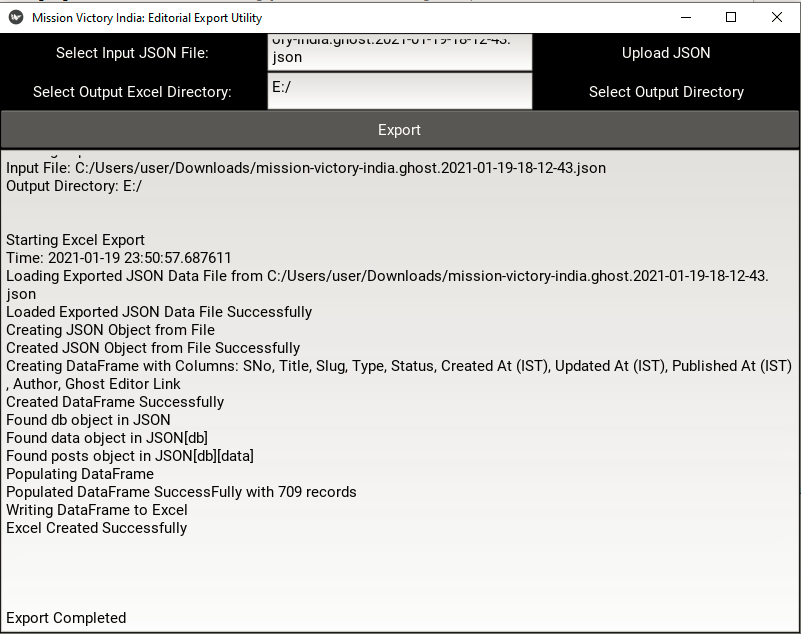 Mission Victory India: Editorial Export Utility
Select Input JSON File:
ory-india.ghost.2021-01-19-18-12-43.
json
Upload JSON
Select Output Excel Directory:
E:/
Select Output Directory
Export
Input File: C:/Users/user/Downloads/mission-victory-india.ghost.2021-01-19-18-12-43.json
Output Directory: E:/
Starting Excel Export
Time: 2021-01-19 23:50:57.687611
Loading Exported JSON Data File from C:/Users/user/Downloads/mission-victory-india.ghost.2021-01-19-18-12-43.
json
Loaded Exported JSON Data File Successfully
Creating JSON Object from File
Created JSON Object from File Successfully
Creating DataFrame with Columns: SNo, Title, Slug, Type, Status, Created At (IST), Updated At (IST), Published At (IST)
, Author, Ghost Editor Link
Created DataFrame Successfully
Found db object in JSON
Found data object in JSON[db]
Found posts object in JSON[db][data]
Populating DataFrame
Populated DataFrame SuccessFully with 709 records
Writing DataFrame to Excel
Excel Created Successfully
Export Completed